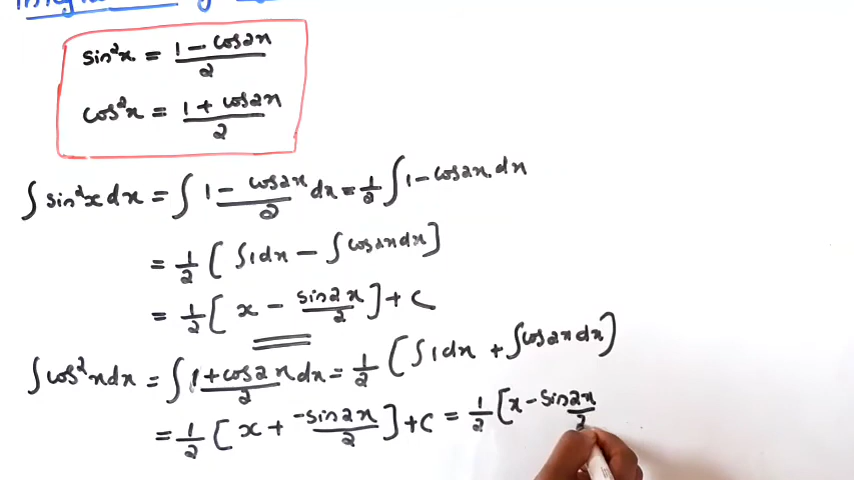 sin²x = (1 - cos2x)/2
cos²x = (1 + cos2x)/2
∫ sin²x dx = ∫ 1 - cos2x/2 dx = 1/2 ∫ 1 - cos2x. dx
= 1/2 [ ∫1dx - ∫cos2x dx ]
= 1/2 [ x - sin2x/2 ] + C
∫cos²x dx = ∫ (1 + cos2x)/2 dx = 1/2 [ ∫1dx + ∫cos2x dx ]
= 1/2 [ x + -sin2x/2 ] + C = 1/2 [ x - sin2x/2